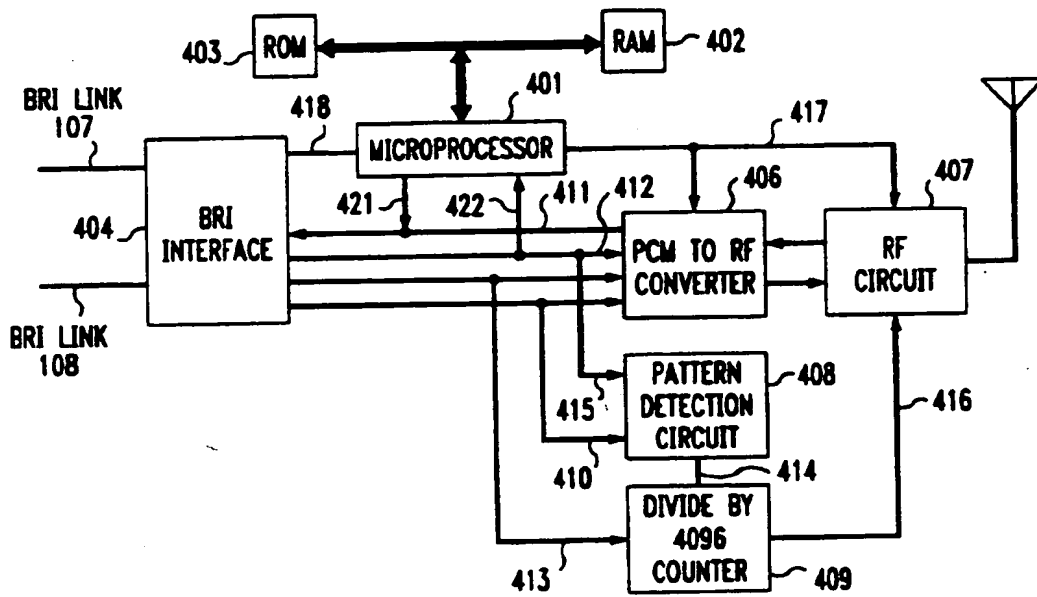 403
ROM
RAM
402
BRI LINK
107
418
401
MICROPROCESSOR
417
421
422
411
412
406
407
404
BRI
INTERFACE
PCM TO RF
CONVERTER
RF
CIRCUIT
BRI LINK
108
415
PATTERN
DETECTION
CIRCUIT
408
416
410
414
DIVIDE BY
4096
COUNTER
413
409